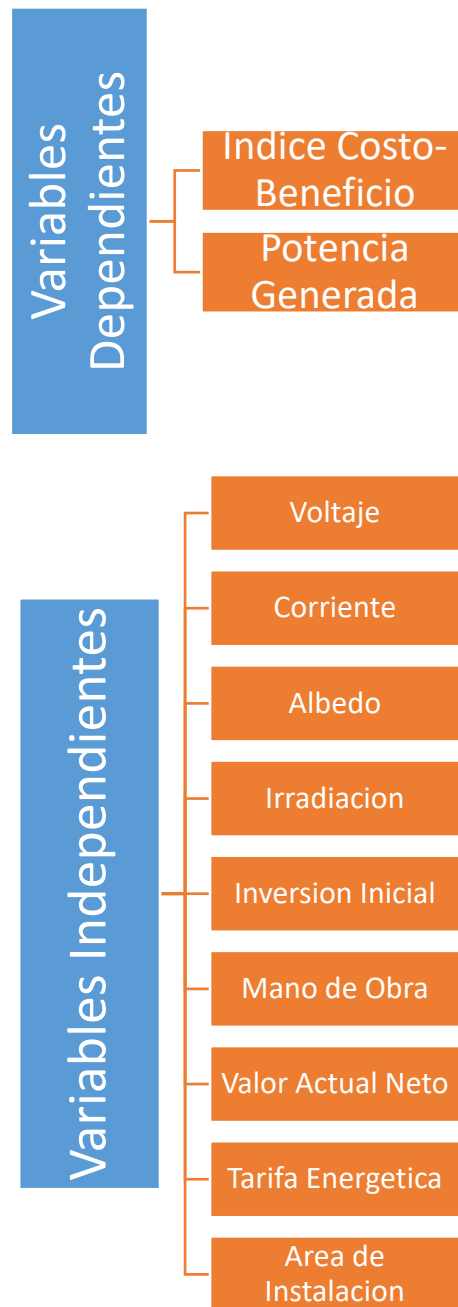 Variables
Dependientes
Indice Costo-
Beneficio
Potencia
Generada
Variables Independientes
Voltaje
Corriente
Albedo
Irradiacion
Inversion Inicial
Mano de Obra
Valor Actual Neto
Tarifa Energetica
Area de
Instalacion